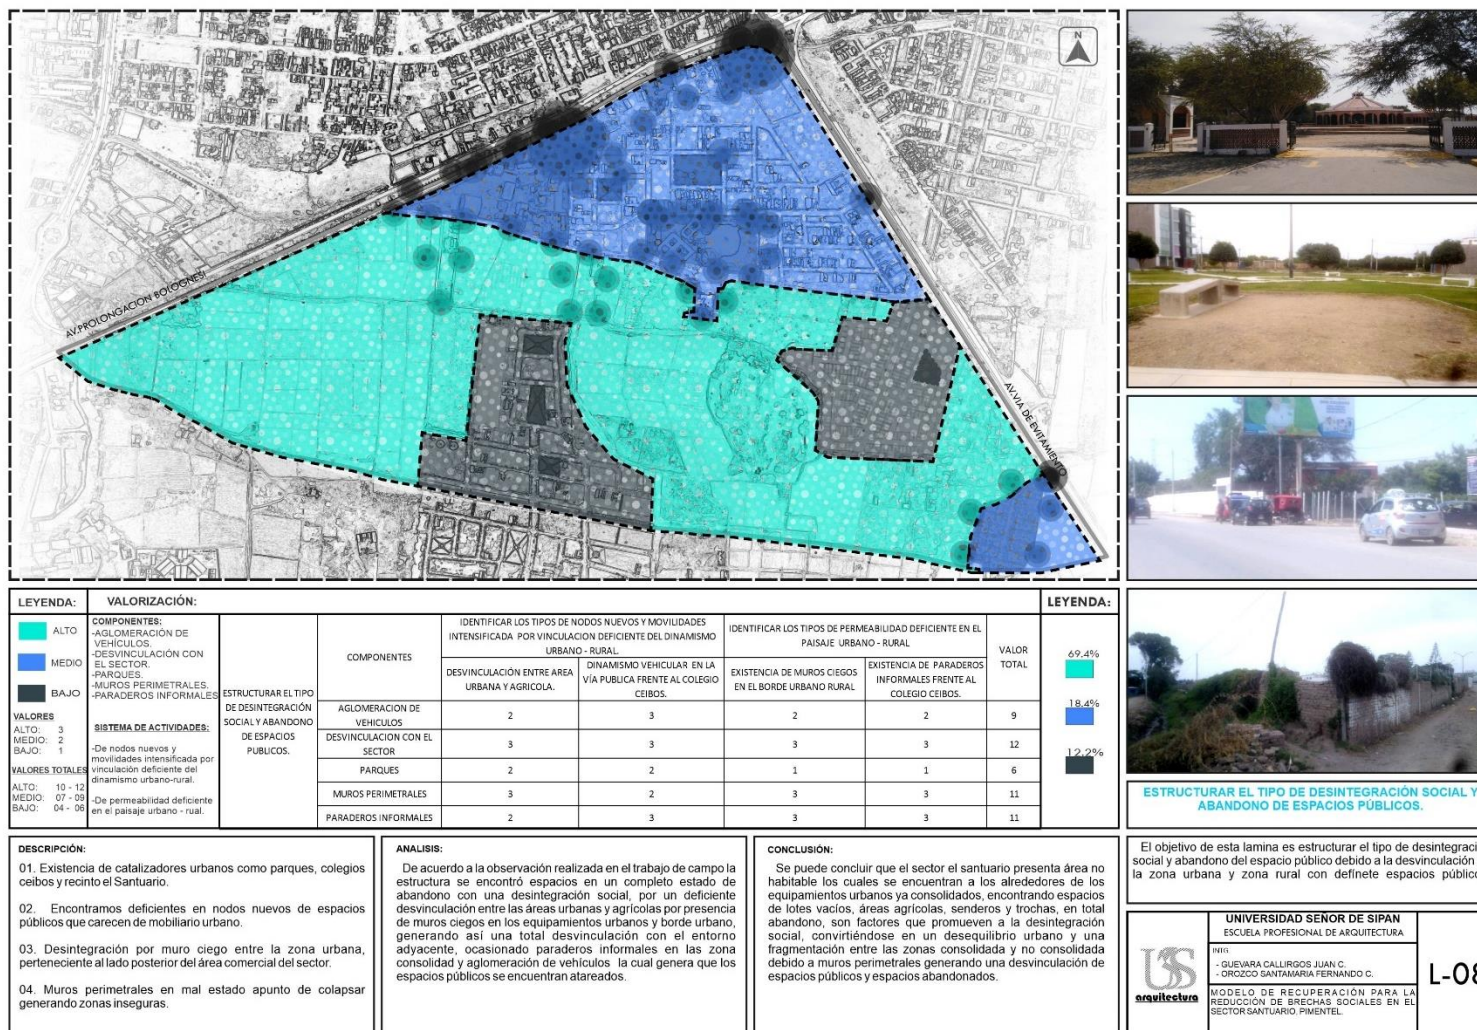 N
AV.PROLONGACION BOLOGNESI
AV.VIA DE EVITAMIENTO
LEYENDA:
ALTO
MEDIO
BAJO
VALORES
ALTO: 3
MEDIO: 2
BAJO: 1
VALORES TOTALES
ALTO: 10 - 12
MEDIO: 07 - 09
BAJO: 04 - 06
VALORIZACIÓN:
COMPONENTES:
-AGLOMERACIÓN DE
VEHÍCULOS.
-DESVINCULACIÓN CON
EL SECTOR.
-PARQUES.
-MUROS PERIMETRALES.
-PARADEROS INFORMALES
SISTEMA DE ACTIVIDADES:
-De nodos nuevos y
movilidades intensificada por
vinculación deficiente del
dinamismo urbano-rural.
-De permeabilidad deficiente
en el paisaje urbano - rual.
ESTRUCTURAR EL TIPO
DE DESINTEGRACIÓN
SOCIAL Y ABANDONO
DE ESPACIOS
PUBLICOS.
COMPONENTES
IDENTIFICAR LOS TIPOS DE NODOS NUEVOS Y MOVILIDADES
INTENSIFICADA POR VINCULACION DEFICIENTE DEL DINAMISMO
URBANO - RURAL.
IDENTIFICAR LOS TIPOS DE PERMEABILIDAD DEFICIENTE EN EL
PAISAJE URBANO - RURAL
VALOR
TOTAL
DESVINCULACIÓN ENTRE AREA
URBANA Y AGRICOLA.
DINAMISMO VEHICULAR EN LA
VÍA PUBLICA FRENTE AL COLEGIO
CEIBOS.
EXISTENCIA DE MUROS CIEGOS
EN EL BORDE URBANO RURAL
EXISTENCIA DE PARADEROS
INFORMALES FRENTE AL
COLEGIO CEIBOS.
AGLOMERACION DE
VEHICULOS
2 3 2 2 9
DESVINCULACION CON EL
SECTOR
3 3 3 3 12
PARQUES 2 2 1 1 6
MUROS PERIMETRALES 3 2 3 3 11
PARADEROS INFORMALES 2 3 3 3 11
LEYENDA:
69.4%
18.4%
12.2%
ESTRUCTURAR EL TIPO DE DESINTEGRACIÓN SOCIAL Y
ABANDONO DE ESPACIOS PÚBLICOS.
DESCRIPCIÓN:
01. Existencia de catalizadores urbanos como parques, colegios
ceibos y recinto el Santuario.
02. Encontramos deficientes en nodos nuevos de espacios
públicos que carecen de mobiliario urbano.
03. Desintegración por muro ciego entre la zona urbana,
perteneciente al lado posterior del área comercial del sector.
04. Muros perimetrales en mal estado apunto de colapsar
generando zonas inseguras.
ANALISIS:
De acuerdo a la observación realizada en el trabajo de campo la
estructura se encontró espacios en un completo estado de
abandono con una desintegración social, por un deficiente
desvinculación entre las áreas urbanas y agrícolas por presencia
de muros ciegos en los equipamientos urbanos y borde urbano,
generando así una total desvinculación con el entorno
adyacente, ocasionado paraderos informales en las zona
consolidad y aglomeración de vehículos la cual genera que los
espacios públicos se encuentran atareados.
CONCLUSIÓN:
Se puede concluir que el sector el santuario presenta área no
habitable los cuales se encuentran a los alrededores de los
equipamientos urbanos ya consolidados, encontrando espacios
de lotes vacíos, áreas agrícolas, senderos y trochas, en total
abandono, son factores que promueven a la desintegración
social, convirtiéndose en un desequilibrio urbano y una
fragmentación entre las zonas consolidada y no consolidada
debido a muros perimetrales generando una desvinculación de
espacios públicos y espacios abandonados.
El objetivo de esta lamina es estructurar el tipo de desintegraci
social y abandono del espacio público debido a la desvinculación
la zona urbana y zona rural con defínete espacios público
USS
arquitectura
UNIVERSIDAD SEÑOR DE SIPAN
ESCUELA PROFESIONAL DE ARQUITECTURA
INTG
- GUEVARA CALLIRGOS JUAN C.
- OROZCO SANTAMARIA FERNANDO C.
MODELO DE RECUPERACIÓN PARA LA
REDUCCIÓN DE BRECHAS SOCIALES EN EL
SECTOR SANTUARIO, PIMENTEL.
L-08